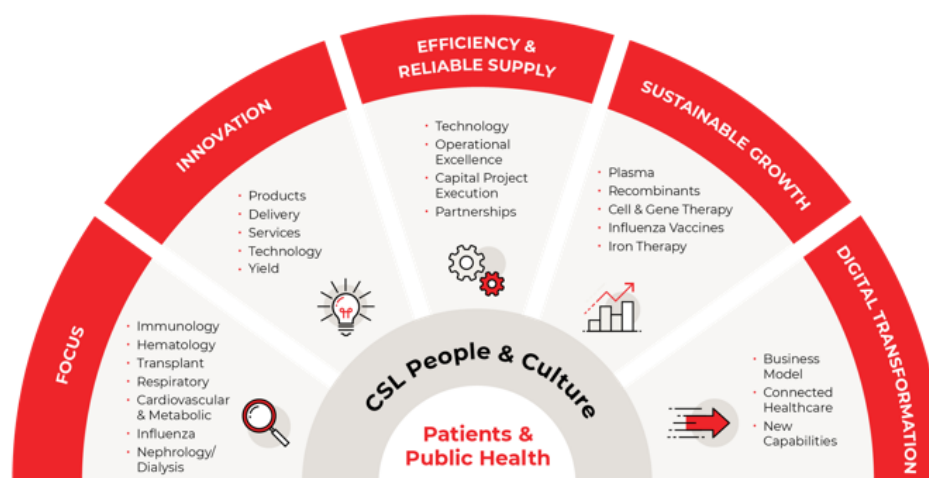 FOCUS
• Immunology
• Hematology
• Transplant
• Respiratory
• Cardiovascular
& Metabolic
• Influenza
• Nephrology/
Dialysis
INNOVATION
• Products
• Delivery
• Services
• Technology
• Yield
EFFICIENCY &
RELIABLE SUPPLY
• Technology
• Operational
Excellence
• Capital Project
Execution
• Partnerships
SUSTAINABLE GROWTH
• Plasma
• Recombinants
• Cell & Gene Therapy
• Influenza Vaccines
• Iron Therapy
DIGITAL TRANSFORMATION
• Business
Model
• Connected
Healthcare
• New
Capabilities
CSL People & Culture
Patients &
Public Health